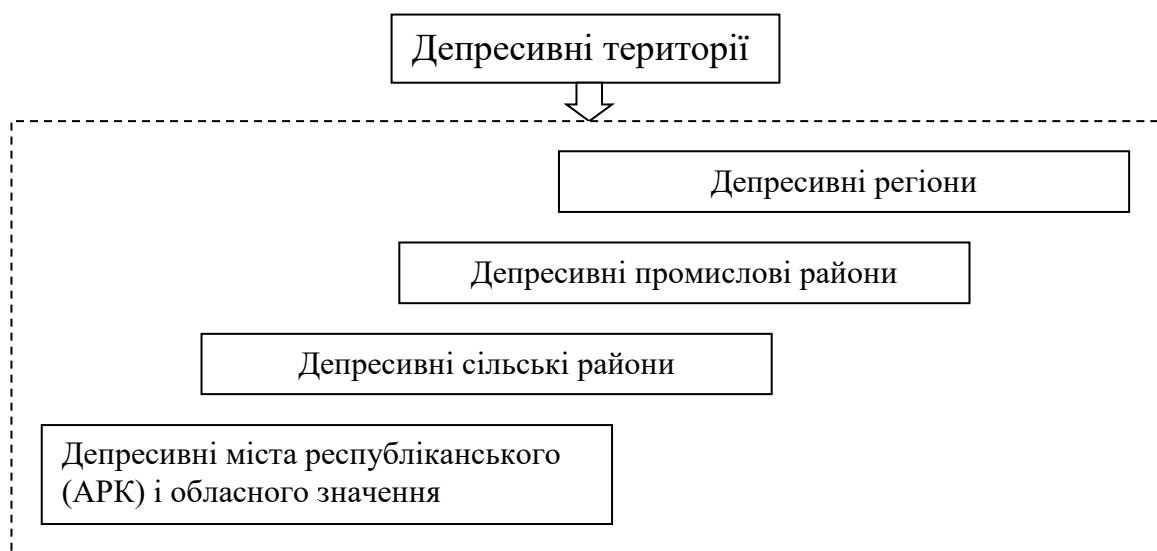 Депресивні території
Депресивні регіони
Депресивні промислові райони
Депресивні сільські райони
Депресивні міста республіканського
(АРК) і обласного значення